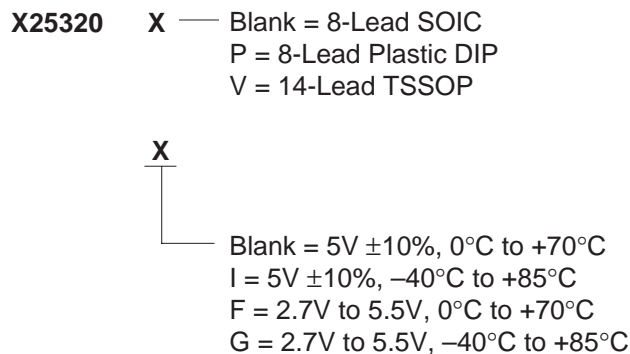 X25320 X Blank = 8-Lead SOIC
P = 8-Lead Plastic DIP
V = 14-Lead TSSOP
X
Blank = 5V ±10%, 0°C to +70°C
I = 5V ±10%, –40°C to +85°C
F = 2.7V to 5.5V, 0°C to +70°C
G = 2.7V to 5.5V, –40°C to +85°C